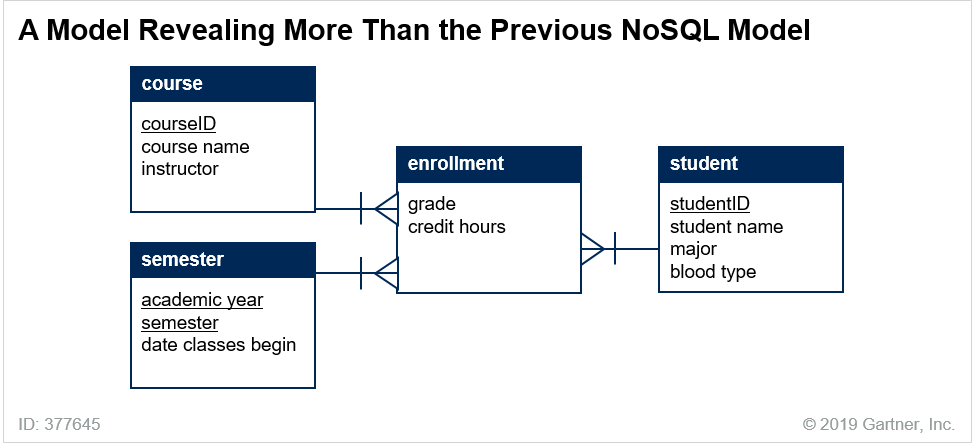 A Model Revealing More Than the Previous NoSQL Model
course
courseID
course name
instructor
semester
academic year
semester
date classes begin
enrollment
grade
credit hours
student
studentID
student name
major
blood type
ID: 377645
© 2019 Gartner, Inc.